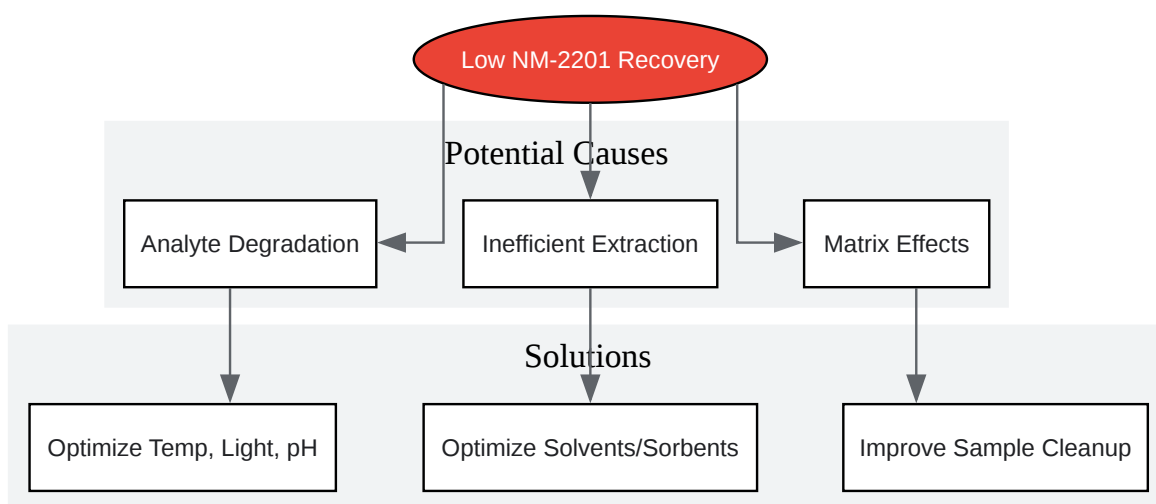 Low NM-2201 Recovery
Potential Causes
Analyte Degradation
Inefficient Extraction
Matrix Effects
Solutions
Optimize Temp, Light, pH
Optimize Solvents/Sorbents
Improve Sample Cleanup